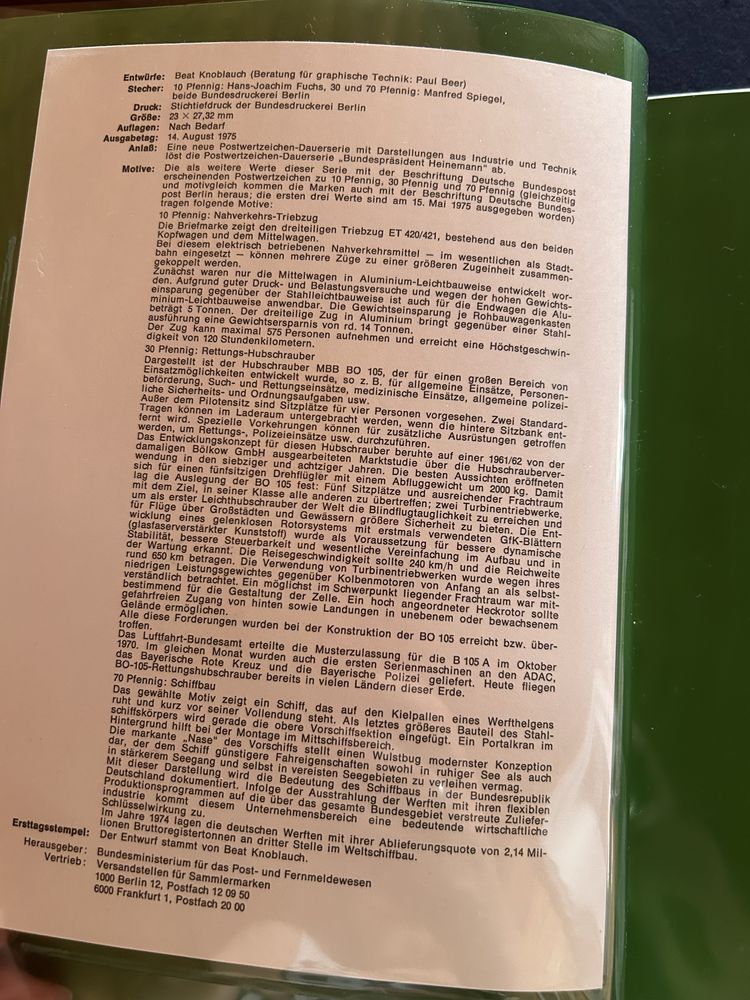 Entwürfe: Beat Knoblauch (Beratung für graphische Technik: Paul Beer)
Stecher: 10 Pfennig: Hans-Joachim Fuchs, 30 und 70 Pfennig: Manfred Spiegel,
beide Bundesdruckerei Berlin
Druck: Stichtiefdruck der Bundesdruckerei Berlin
Größe: 23 × 27,32 mm
Auflagen: Nach Bedarf
Ausgabetag: 14. August 1975
Anlaß: Eine neue Postwertzeichen-Dauerserie mit Darstellungen aus Industrie und Technik
löst die Postwertzeichen-Dauerserie „Bundespräsident Heinemann" ab.
Motive: Die als weitere Werte dieser Serie mit der Beschriftung Deutsche Bundespost
erscheinenden Postwertzeichen zu 10 Pfennig, 30 Pfennig und 70 Pfennig (gleichzeitig
und motivgleich kommen die Marken auch mit der Beschriftung Deutsche Bundes-
post Berlin heraus; die ersten drei Werte sind am 15. Mai 1975 ausgegeben worden)
tragen folgende Motive:
10 Pfennig: Nahverkehrs-Triebzug
Die Briefmarke zeigt den dreiteiligen Triebzug ET 420/421, bestehend aus den beiden
Kopfwagen und dem Mittelwagen.
Bei diesem elektrisch betriebenen Nahverkehrsmittel — im wesentlichen als Stadt-
bahn eingesetzt — können mehrere Züge zu einer größeren Zugeinheit zusammen-
gekoppelt werden.
Zunächst waren nur die Mittelwagen in Aluminium-Leichtbauweise entwickelt wor-
den. Aufgrund guter Druck- und Belastungsversuche und wegen der hohen Gewichts-
einsparung gegenüber der Stahlleichtbauweise ist auch für die Endwagen die Alu-
minium-Leichtbauweise anwendbar. Die Gewichtseinsparung je Rohbauwagenkasten
beträgt 5 Tonnen. Der dreiteilige Zug in Aluminium bringt gegenüber einer Stahl-
ausführung eine Gewichtsersparnis von rd. 14 Tonnen.
Der Zug kann maximal 575 Personen aufnehmen und erreicht eine Höchstgeschwin-
digkeit von 120 Stundenkilometern.
30 Pfennig: Rettungs-Hubschrauber
Dargestellt ist der Hubschrauber MBB BO 105, der für einen großen Bereich von
Einsatzmöglichkeiten entwickelt wurde, so z. B. für allgemeine Einsätze, Personen-
beförderung, Such- und Rettungseinsätze, medizinische Einsätze, allgemeine polizei-
liche Sicherheits- und Ordnungsaufgaben usw.
Außer dem Pilotensitz sind Sitzplätze für vier Personen vorgesehen. Zwei Standard-
Tragen können im Laderaum untergebracht werden, wenn die hintere Sitzbank ent-
fernt wird. Spezielle Vorkehrungen können für zusätzliche Ausrüstungen getroffen
werden, um Rettungs-, Polizeieinsätze usw. durchzuführen.
Das Entwicklungskonzept für diesen Hubschrauber beruhte auf einer 1961/62 von der
damaligen Bölkow GmbH ausgearbeiteten Marktstudie über die Hubschrauberver-
wendung in den siebziger und achtziger Jahren. Die besten Aussichten eröffneten
sich für einen fünfsitzigen Drehflügler mit einem Abfluggewicht um 2000 kg. Damit
lag die Auslegung der BO 105 fest: Fünf Sitzplätze und ausreichender Frachtraum
mit dem Ziel, in seiner Klasse alle anderen zu übertreffen; zwei Turbinentriebwerke,
um als erster Leichthubschrauber der Welt die Blindflugtauglichkeit zu erreichen und
für Flüge über Großstädten und Gewässern größere Sicherheit zu bieten. Die Ent-
wicklung eines gelenklosen Rotorsystems mit erstmals verwendeten GfK-Blättern
(glasfaserverstärkter Kunststoff) wurde als Voraussetzung für bessere dynamische
Stabilität, bessere Steuerbarkeit und wesentliche Vereinfachung im Aufbau und in
der Wartung erkannt. Die Reisegeschwindigkeit sollte 240 km/h und die Reichweite
rund 650 km betragen. Die Verwendung von Turbinentriebwerken wurde wegen ihres
niedrigen Leistungsgewichtes gegenüber Kolbenmotoren von Anfang an als selbst-
verständlich betrachtet. Ein möglichst im Schwerpunkt liegender Frachtraum war mit-
bestimmend für die Gestaltung der Zelle. Ein hoch angeordneter Heckrotor sollte
gefahrfreien Zugang von hinten sowie Landungen in unebenem oder bewachsenem
Gelände ermöglichen.
Alle diese Forderungen wurden bei der Konstruktion der BO 105 erreicht bzw. über-
troffen.
Das Luftfahrt-Bundesamt erteilte die Musterzulassung für die B 105 A im Oktober
1970. Im gleichen Monat wurden auch die ersten Serienmaschinen an den ADAC,
das Bayerische Rote Kreuz und die Bayerische Polizei geliefert. Heute fliegen
BO-105-Rettungshubschrauber bereits in vielen Ländern dieser Erde.
70 Pfennig: Schiffbau
Das gewählte Motiv zeigt ein Schiff, das auf den Kielpallen eines Werfthelgens
ruht und kurz vor seiner Vollendung steht. Als letztes größeres Bauteil des Stahl-
schiffskörpers wird gerade die obere Vorschiffsektion eingefügt. Ein Portalkran im
Hintergrund hilft bei der Montage im Mittschiffsbereich.
Die markante „Nase" des Vorschiffs stellt einen Wulstbug modernster Konzeption
dar, der dem Schiff günstigere Fahreigenschaften sowohl in ruhiger See als auch
in stärkerem Seegang und selbst in vereisten Seegebieten zu verleihen vermag.
Mit dieser Darstellung wird die Bedeutung des Schiffbaus in der Bundesrepublik
Deutschland dokumentiert. Infolge der Ausstrahlung der Werften mit ihren flexiblen
Produktionsprogrammen auf die über das gesamte Bundesgebiet verstreute Zuliefer-
industrie kommt diesem Unternehmensbereich eine bedeutende wirtschaftliche
Schlüsselwirkung zu.
Im Jahre 1974 lagen die deutschen Werften mit ihrer Ablieferungsquote von 2,14 Mil-
lionen Bruttoregistertonnen an dritter Stelle im Weltschiffbau.
Ersttagsstempel: Der Entwurf stammt von Beat Knoblauch.
Herausgeber: Bundesministerium für das Post- und Fernmeldewesen
Vertrieb: Versandstellen für Sammlermarken
1000 Berlin 12, Postfach 12 09 50
6000 Frankfurt 1, Postfach 20 00